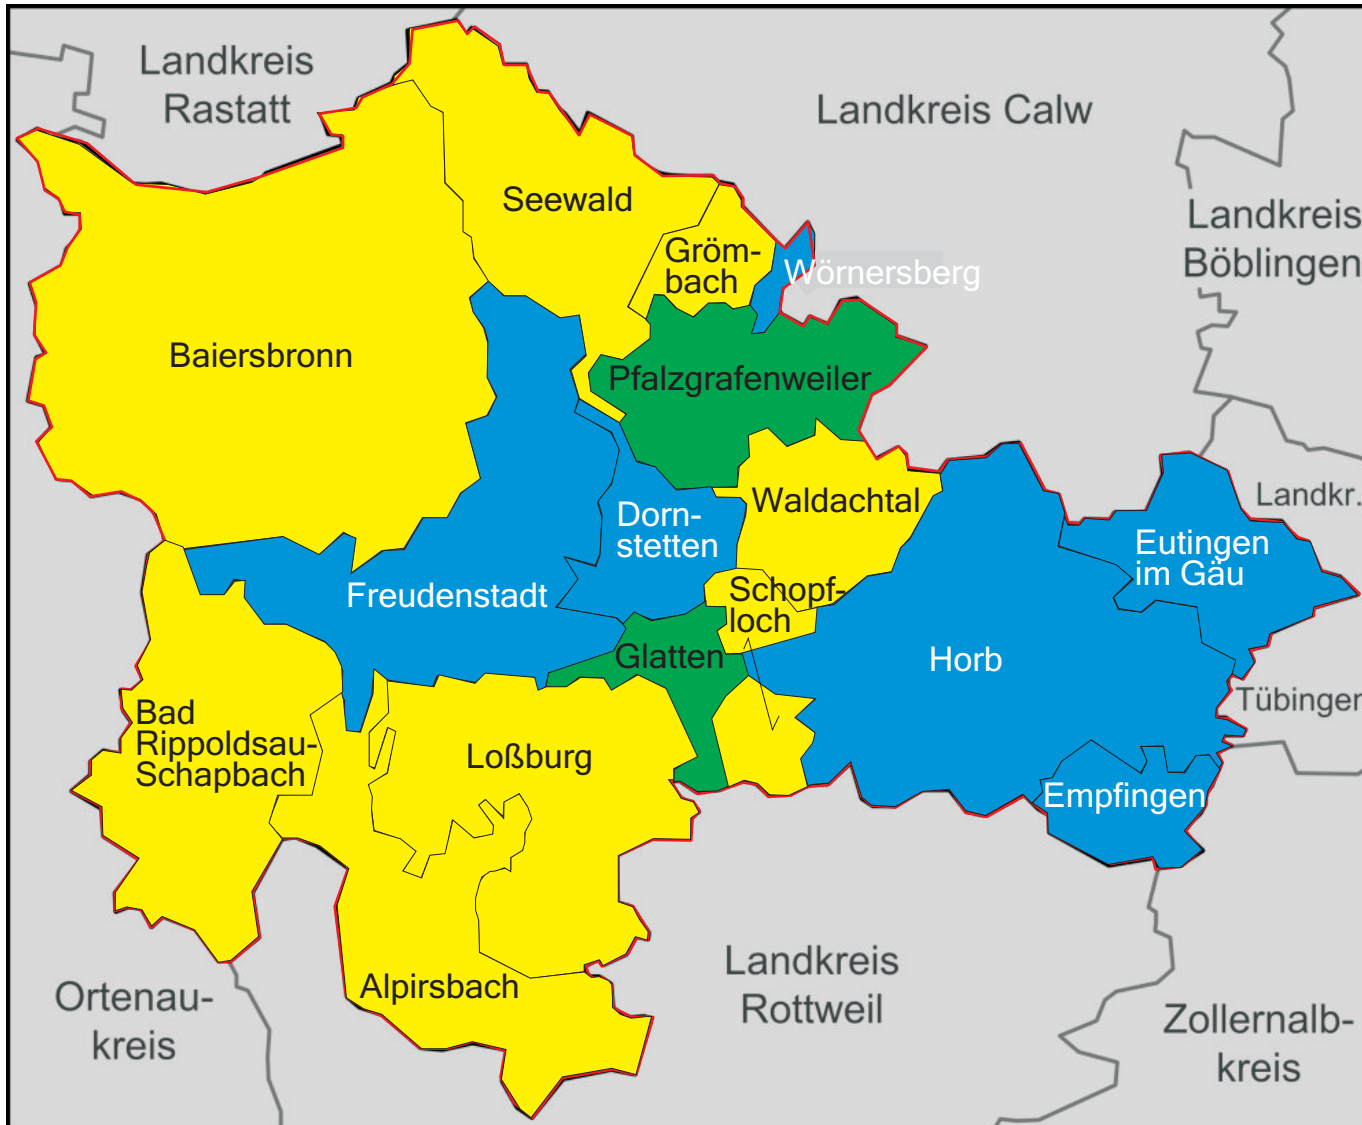 Landkreis
Rastatt
Landkreis Calw
Landkreis
Böblingen
Seewald
Gröm-
bach
Wörnersberg
Baiersbronn
Pfalzgrafenweiler
Waldachtal
Landkr.
Dorn-
stetten
Eutingen
im Gäu
Freudenstadt
Schopf-
loch
Glatten
Horb
Tübingen
Bad
Rippoldsau-
Schapbach
Loßburg
Empfingen
Alpirsbach
Landkreis
Rottweil
Ortenau-
kreis
Zollernalb-
kreis